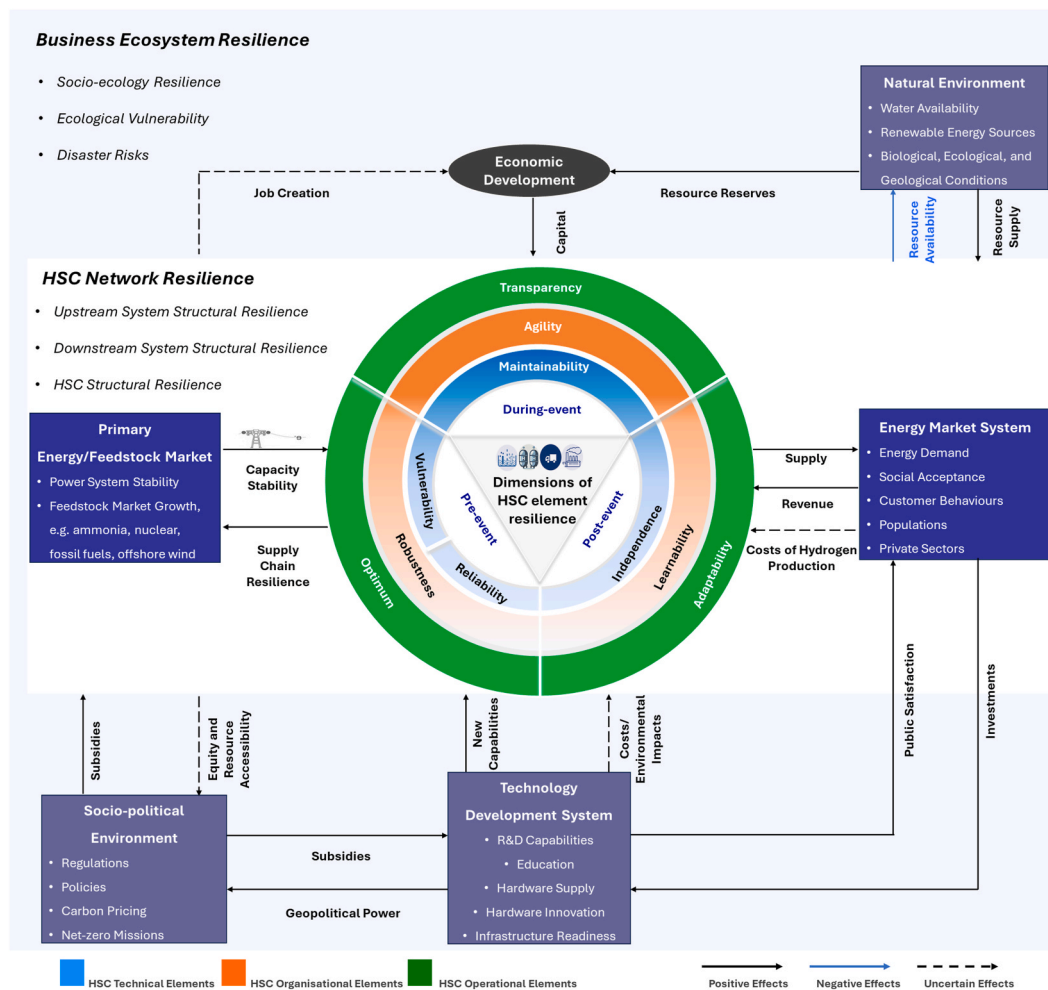 Business Ecosystem Resilience
• Socio-ecology Resilience
• Ecological Vulnerability
• Disaster Risks
Natural Environment
• Water Availability
• Renewable Energy Sources
• Biological, Ecological, and
Geological Conditions
Economic
Development
Job Creation
Resource Reserves
Capital
Resource
Availability
Resource
Supply
HSC Network Resilience
• Upstream System Structural Resilience
• Downstream System Structural Resilience
• HSC Structural Resilience
Transparency
Agility
Maintainability
During-event
Dimensions of
HSC element
resilience
Pre-event
Post-event
Vulnerability
Reliability
Independence
Robustness
Learnability
Optimum
Adaptability
Primary
Energy/Feedstock Market
• Power System Stability
• Feedstock Market Growth,
e.g. ammonia, nuclear,
fossil fuels, offshore wind
Capacity
Stability
Supply
Chain
Resilience
Energy Market System
• Energy Demand
• Social Acceptance
• Customer Behaviours
• Populations
• Private Sectors
Supply
Revenue
Costs of Hydrogen
Production
Subsidies
Equity and
Resource
Accessibility
New
Capabilities
Costs/
Environmental
Impacts
Public Satisfaction
Investments
Socio-political
Environment
• Regulations
• Policies
• Carbon Pricing
• Net-zero Missions
Subsidies
Geopolitical Power
Technology
Development System
• R&D Capabilities
• Education
• Hardware Supply
• Hardware Innovation
• Infrastructure Readiness
HSC Technical Elements
HSC Organisational Elements
HSC Operational Elements
Positive Effects
Negative Effects
Uncertain Effects